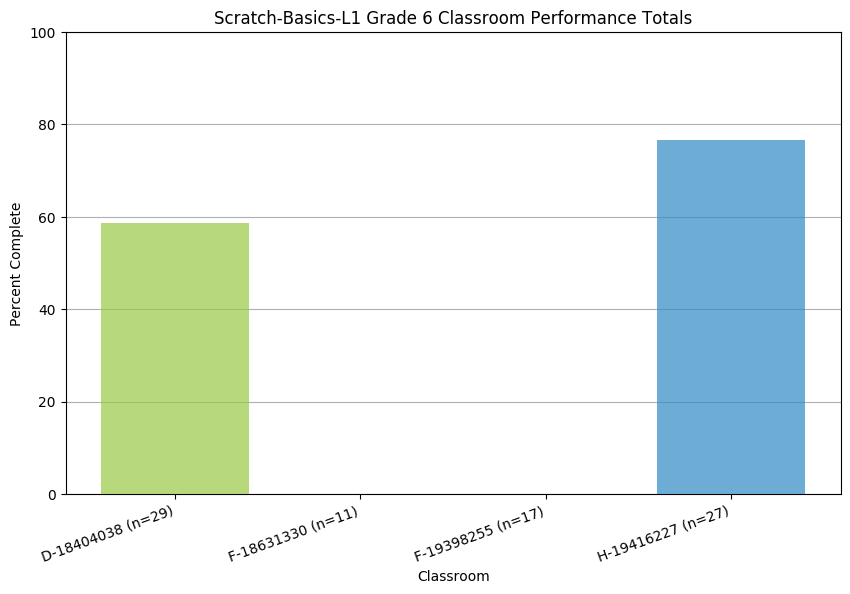 Scratch-Basics-L1 Grade 6 Classroom Performance Totals
100
80
60
40
20
0
Percent Complete
D-18404038 (n=29)
F-18631330 (n=11)
F-19398255 (n=17)
H-19416227 (n=27)
Classroom